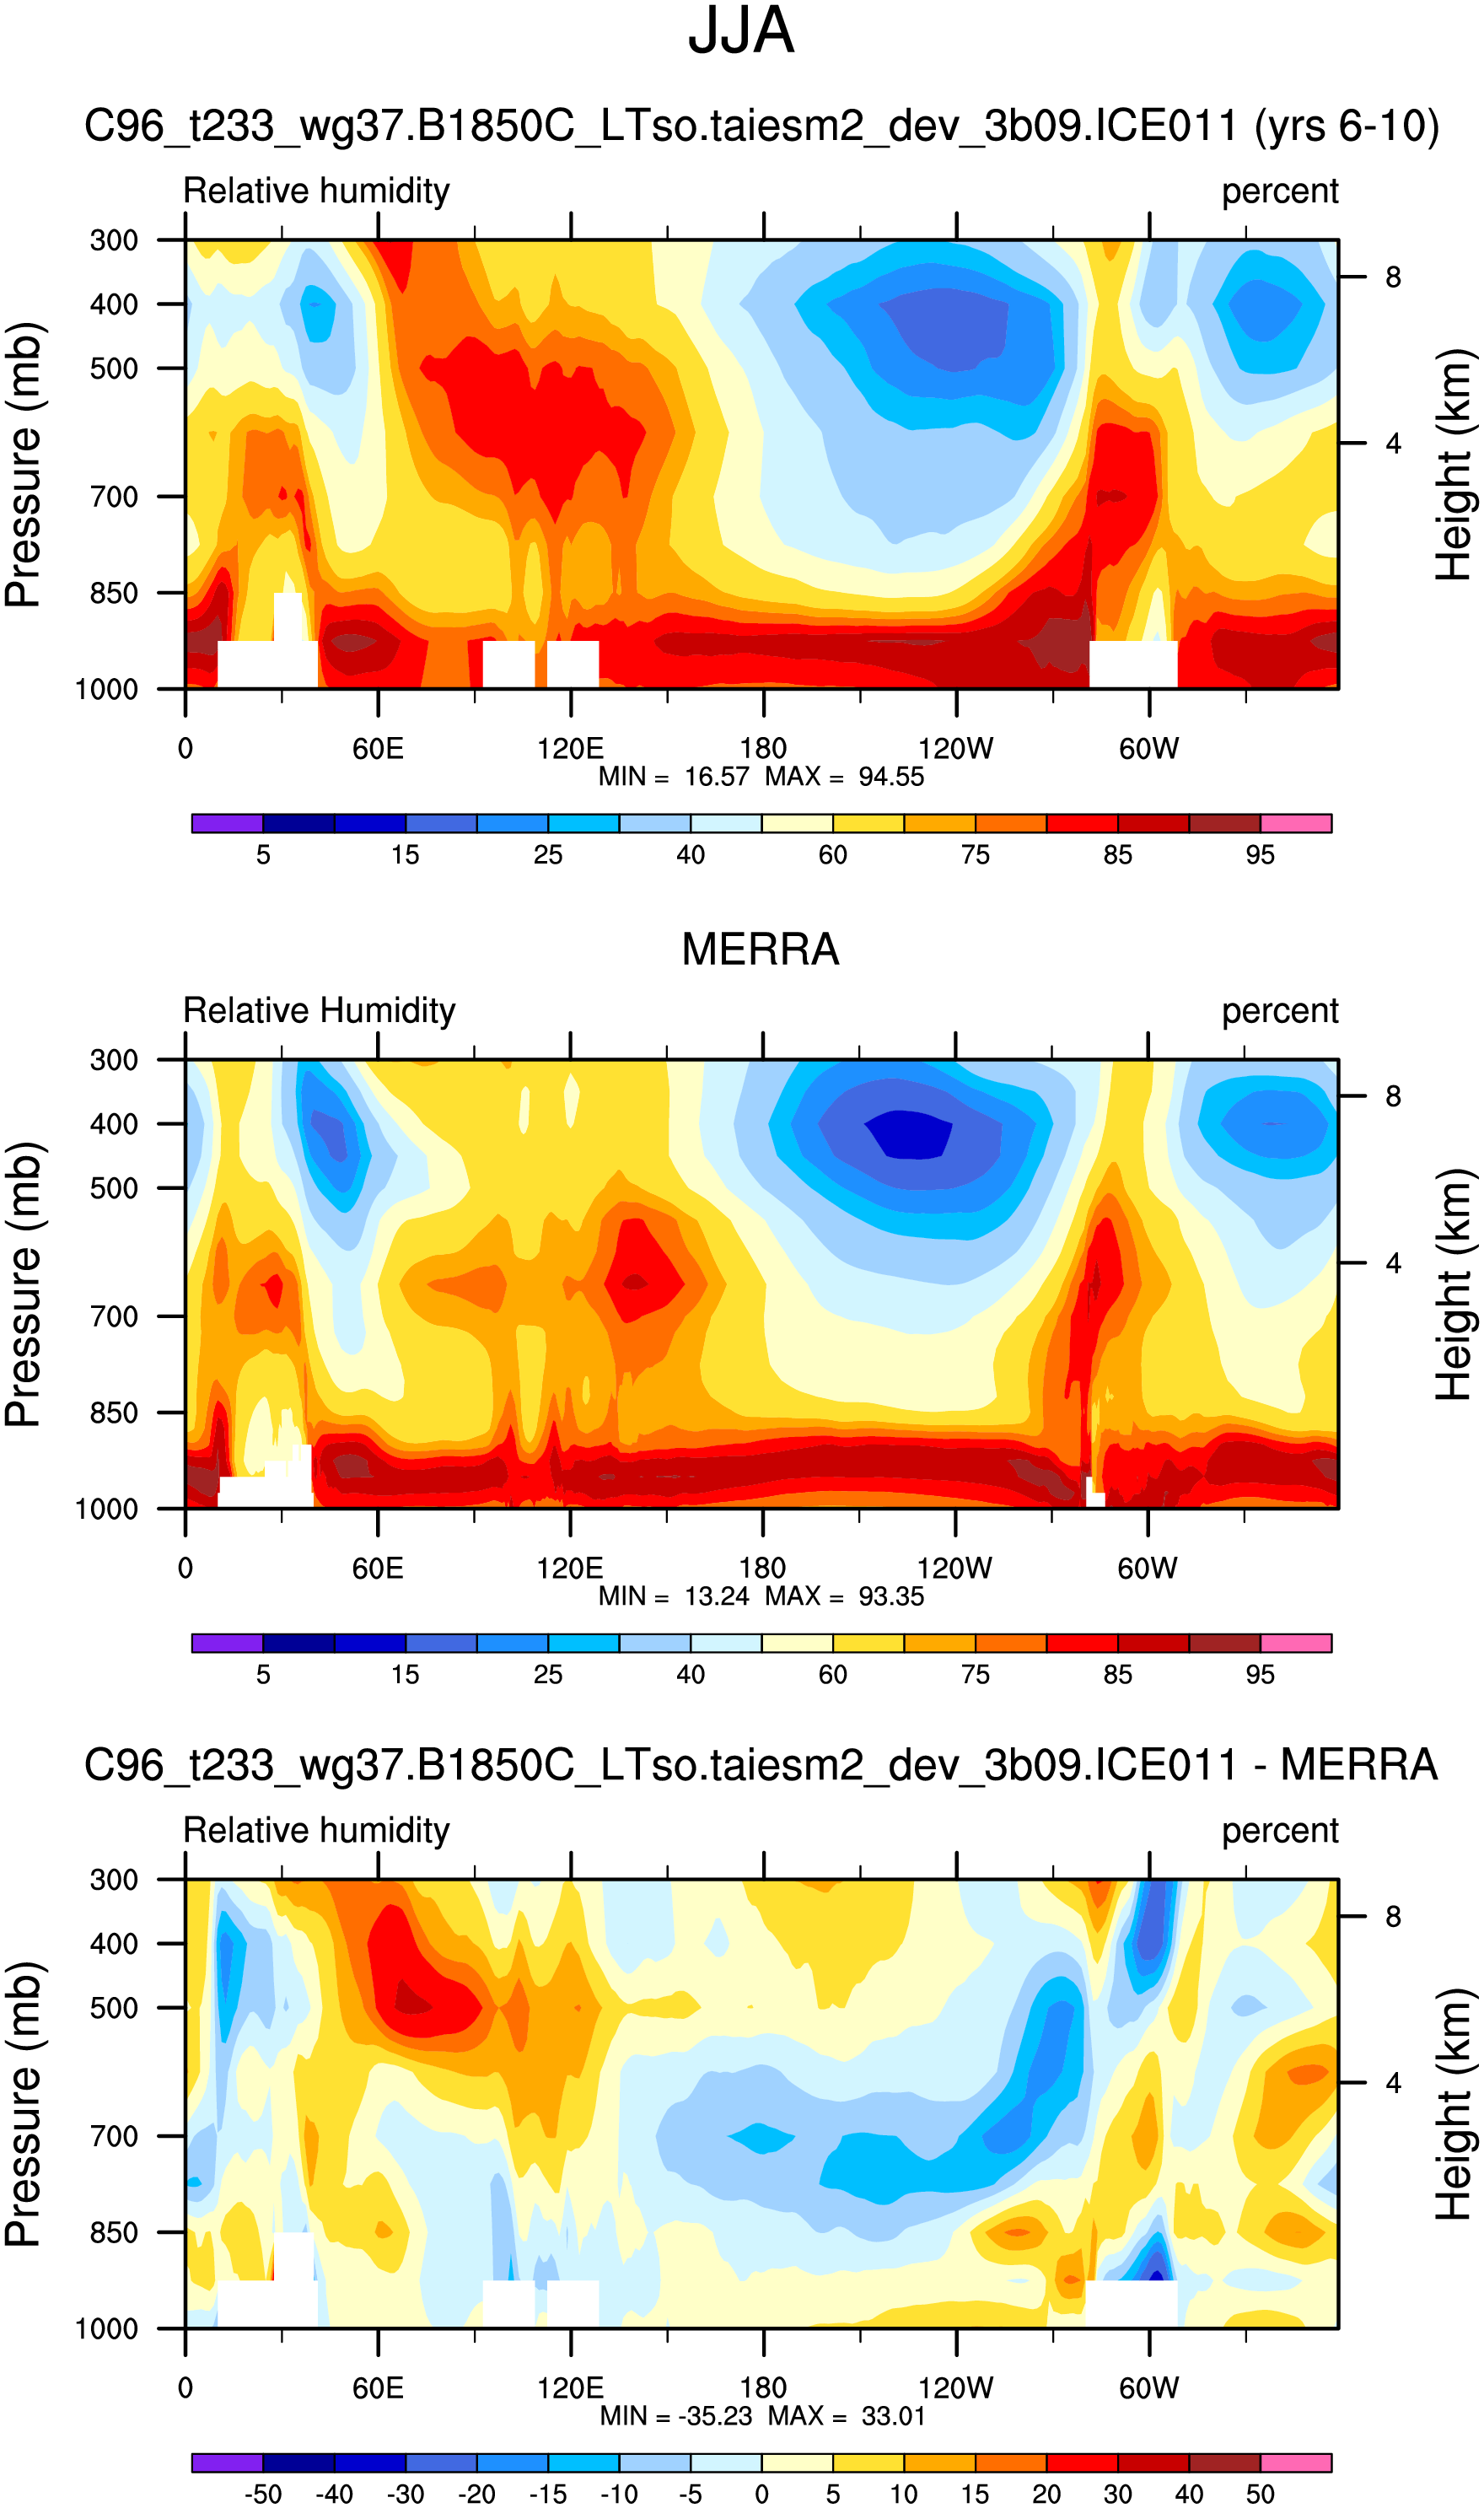 JJA
C96_t233_wg37.B1850C_LTso.taiesm2_dev_3b09.ICE011 (yrs 6-10)
Relative humidity percent
Pressure (mb)
300
400
500
700
850
1000
8
4
Height (km)
0 60E 120E 180 120W 60W
MIN = 16.57 MAX = 94.55
5 15 25 40 60 75 85 95
MERRA
Relative Humidity percent
Pressure (mb)
300
400
500
700
850
1000
8
4
Height (km)
0 60E 120E 180 120W 60W
MIN = 13.24 MAX = 93.35
5 15 25 40 60 75 85 95
C96_t233_wg37.B1850C_LTso.taiesm2_dev_3b09.ICE011 - MERRA
Relative humidity percent
Pressure (mb)
300
400
500
700
850
1000
8
4
Height (km)
0 60E 120E 180 120W 60W
MIN = -35.23 MAX = 33.01
-50 -40 -30 -20 -15 -10 -5 0 5 10 15 20 30 40 50